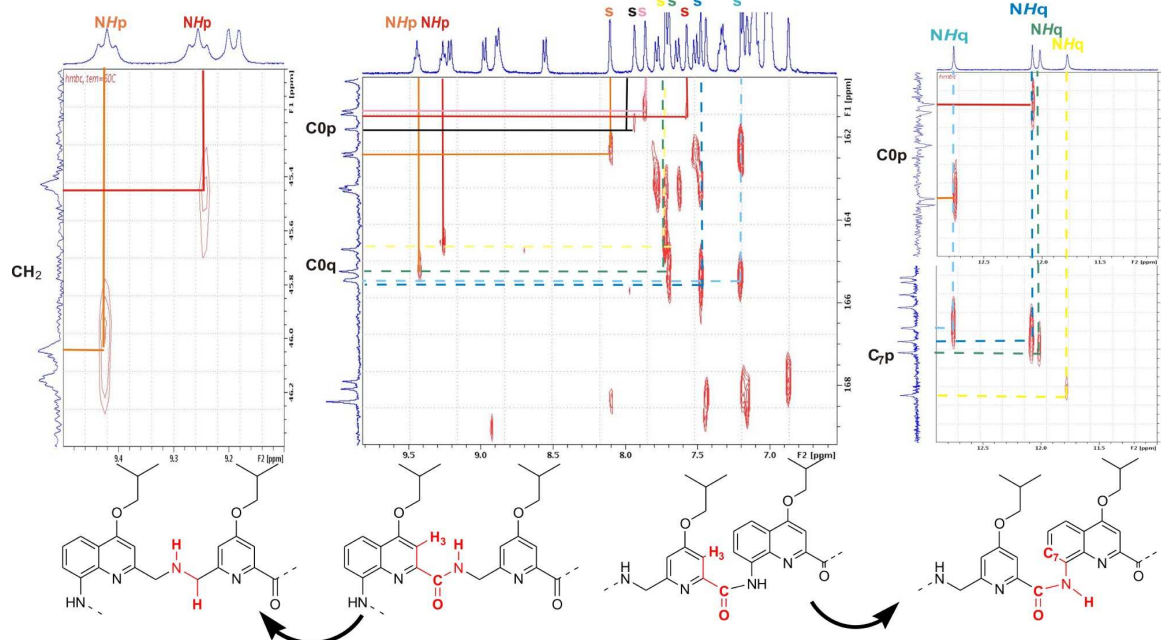 NHp NHp
hmbc, tem=50C
F1 [ppm]
45.4
45.6
45.8
46.0
46.2
CH2
9.4 9.3 9.2 F2 [ppm]
NHp NHp s s s s s s s s
F1 [ppm]
162
164
166
168
C0p
C0q
9.5 9.0 8.5 8.0 7.5 7.0 F2 [ppm]
NHq NHq NHq NHq
hmbc
C0p
12.5 12.0 11.5 F2 [ppm]
C7p
12.5 12.0 11.5 F2 [ppm]
O O
H
N N N
H O
HN
O O
H3 H
N N N
O O
HN
O O
H3
NH N N
C NH O
O
O O
C7
NH N N
C N H O
O